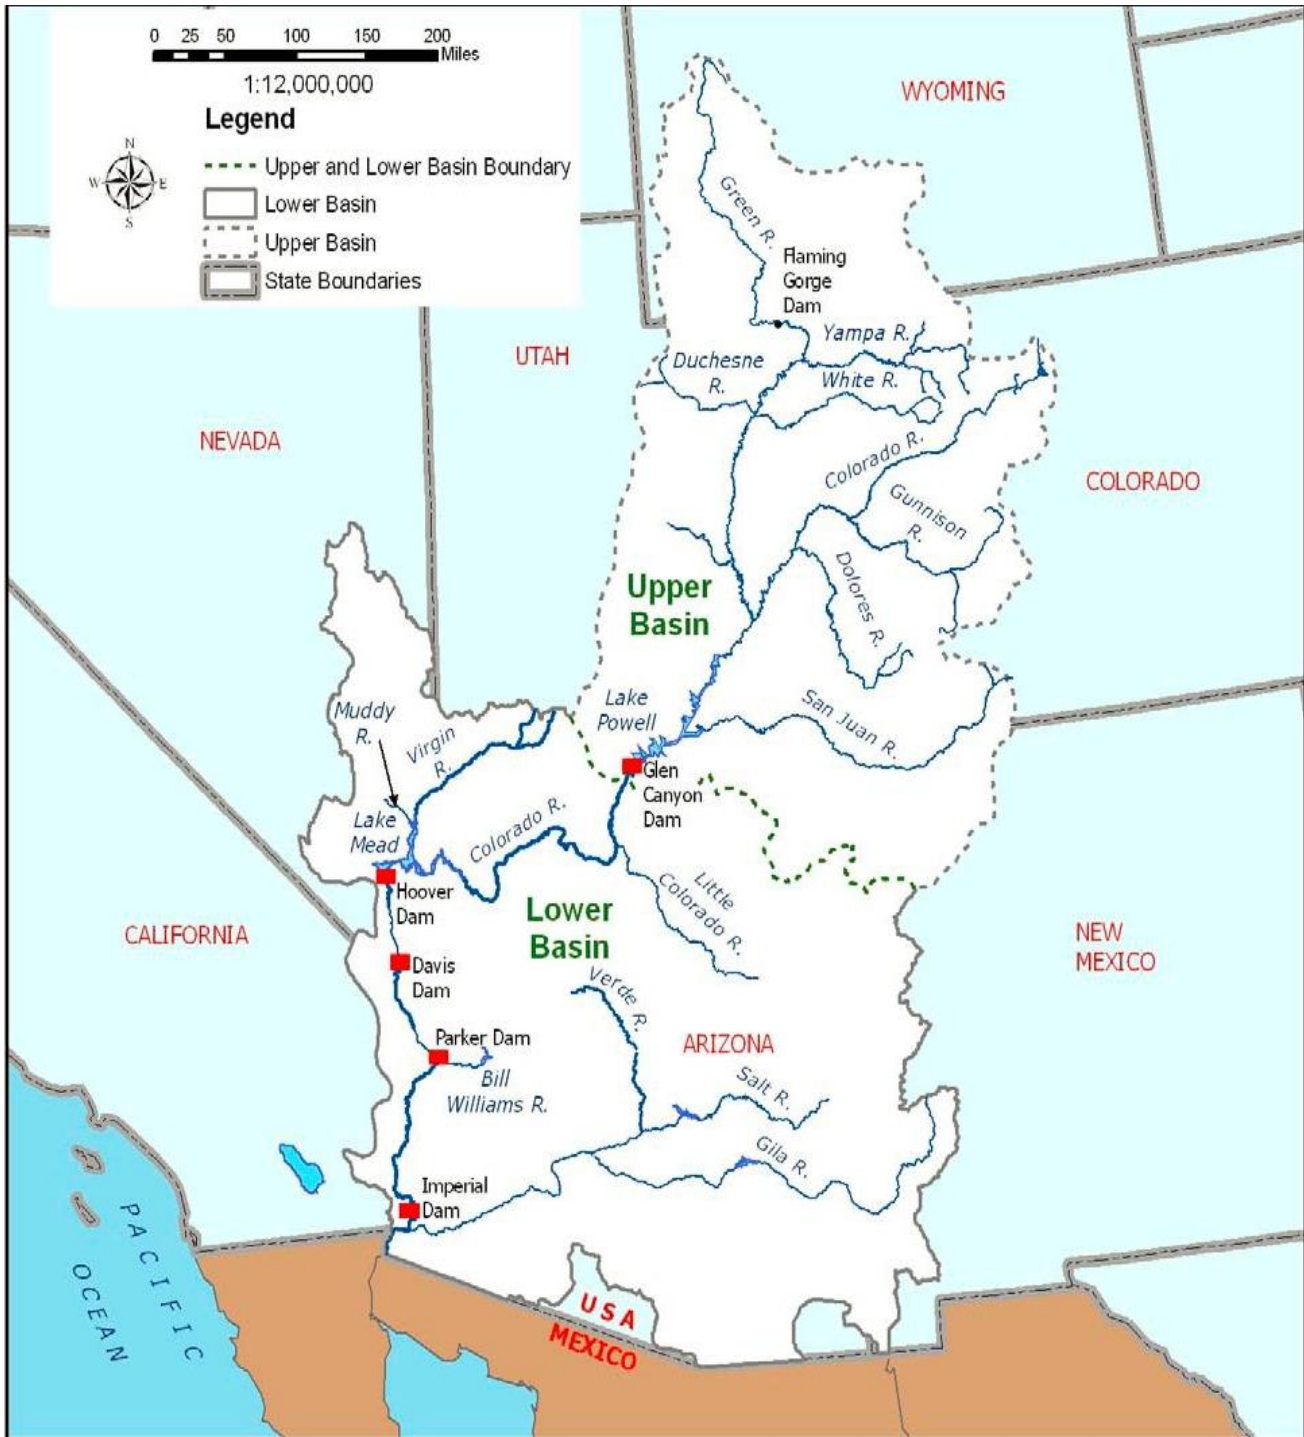 0 25 50 100 150 200
Miles
1:12,000,000
Legend
Upper and Lower Basin Boundary
Lower Basin
Upper Basin
State Boundaries
N
W E
S
WYOMING
Green R.
Flaming
Gorge
Dam
Yampa R.
UTAH
Duchesne
R.
White R.
NEVADA
Colorado R.
COLORADO
Gunnison
R.
Dolores R.
Upper
Basin
Lake
Powell
San Juan R.
Muddy
R.
Virgin
R.
Glen
Canyon
Dam
Lake
Mead
Colorado R.
Hoover
Dam
Little
Colorado R.
Lower
Basin
CALIFORNIA
NEW
MEXICO
Davis
Dam
Verde R.
Parker Dam
ARIZONA
Bill
Williams R.
Salt R.
Gila R.
Imperial
Dam
PACIFIC
OCEAN
USA
MEXICO